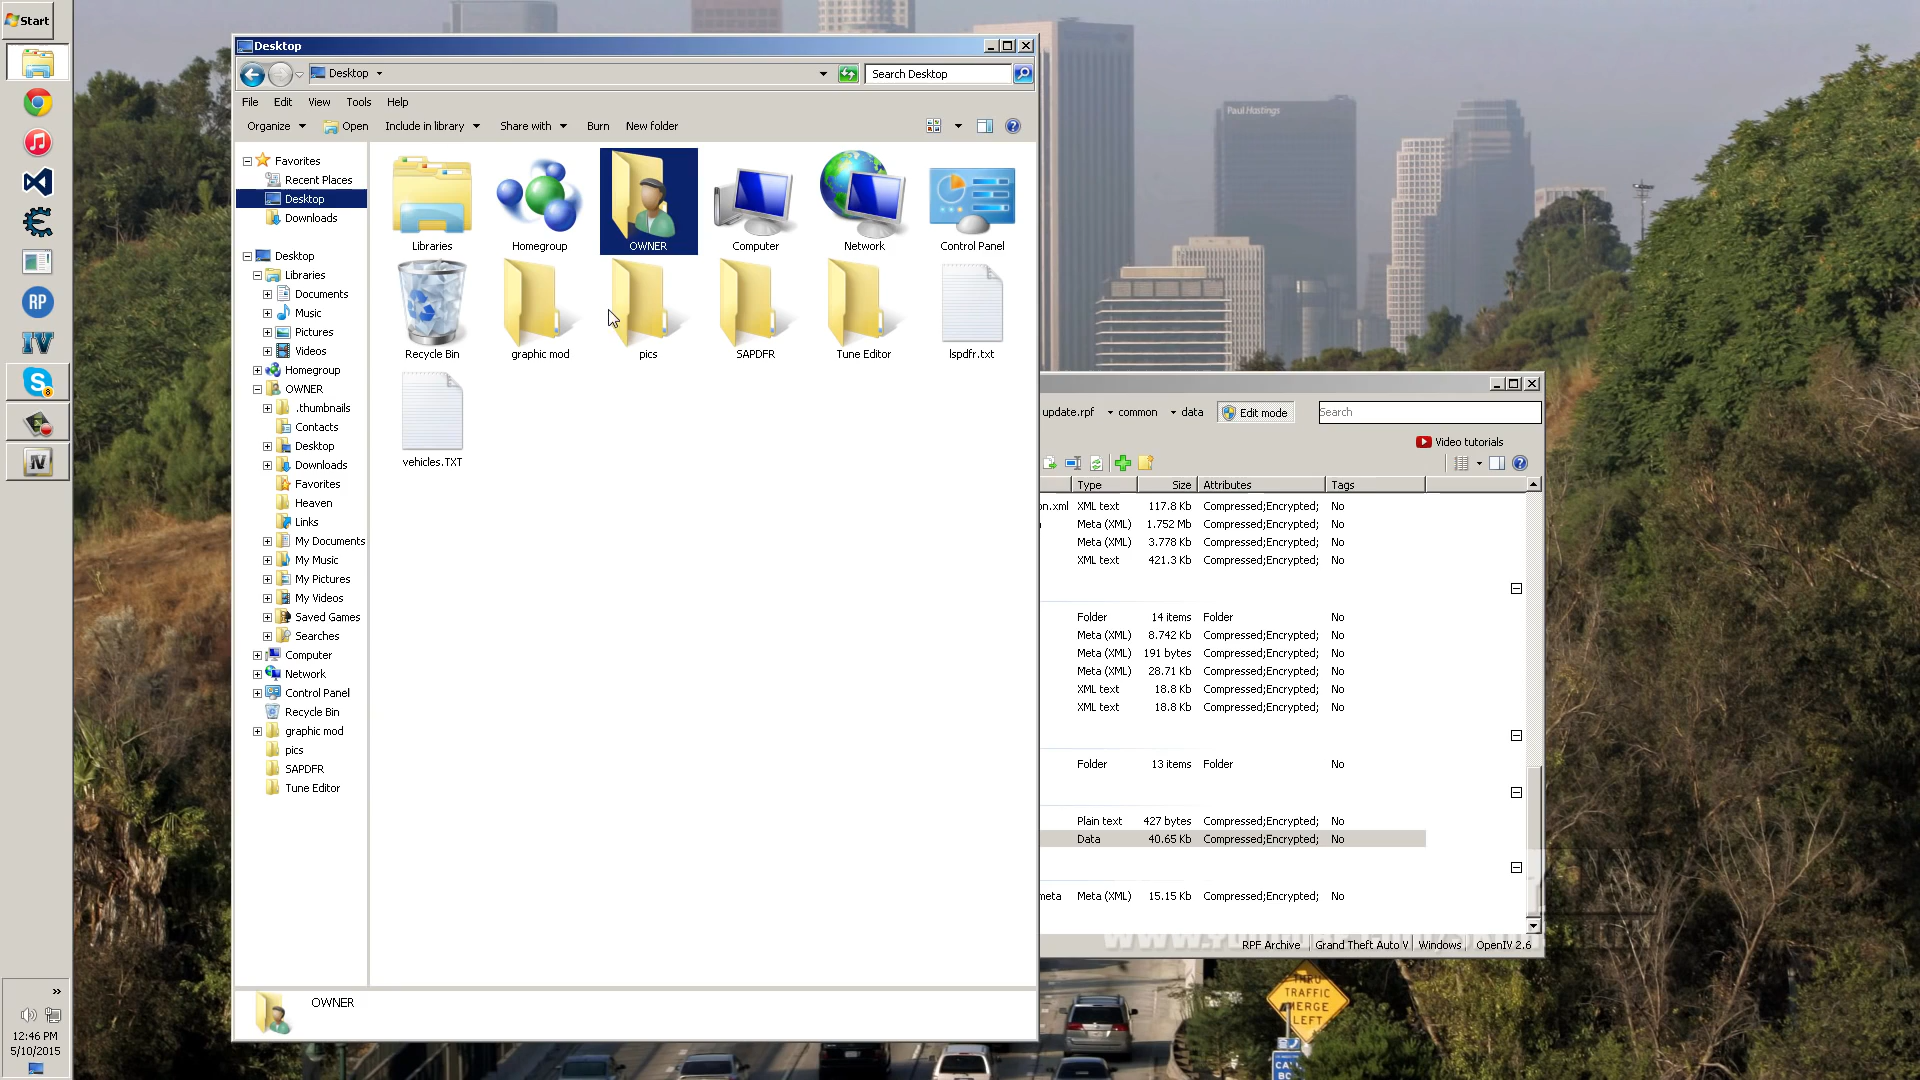 Start
Desktop
Desktop
Search Desktop
File Edit View Tools Help
Organize Open Include in library Share with Burn New folder
Favorites
Recent Places
Desktop
Downloads
Desktop
Libraries
Documents
Music
Pictures
Videos
Homegroup
OWNER
.thumbnails
Contacts
Desktop
Downloads
Favorites
Heaven
Links
My Documents
My Music
My Pictures
My Videos
Saved Games
Searches
Computer
Network
Control Panel
Recycle Bin
graphic mod
pics
SAPDFR
Tune Editor
Libraries Homegroup OWNER Computer Network Control Panel
Recycle Bin graphic mod pics SAPDFR Tune Editor lspdfr.txt
vehicles.TXT
OWNER
Paul Hastings
update.rpf common data Edit mode Search
Video tutorials
Type Size Attributes Tags
on.xml XML text 117.8 Kb Compressed;Encrypted; No
Meta (XML) 1.752 Mb Compressed;Encrypted; No
Meta (XML) 3.778 Kb Compressed;Encrypted; No
XML text 421.3 Kb Compressed;Encrypted; No
Folder 14 items Folder No
Meta (XML) 8.742 Kb Compressed;Encrypted; No
Meta (XML) 191 bytes Compressed;Encrypted; No
Meta (XML) 28.71 Kb Compressed;Encrypted; No
XML text 18.8 Kb Compressed;Encrypted; No
XML text 18.8 Kb Compressed;Encrypted; No
Folder 13 items Folder No
Plain text 427 bytes Compressed;Encrypted; No
Data 40.65 Kb Compressed;Encrypted; No
meta Meta (XML) 15.15 Kb Compressed;Encrypted; No
RPF Archive Grand Theft Auto V Windows OpenIV 2.6
RP
IV
THRU
TRAFFIC
MERGE
LEFT
CALL
12:46 PM
5/10/2015